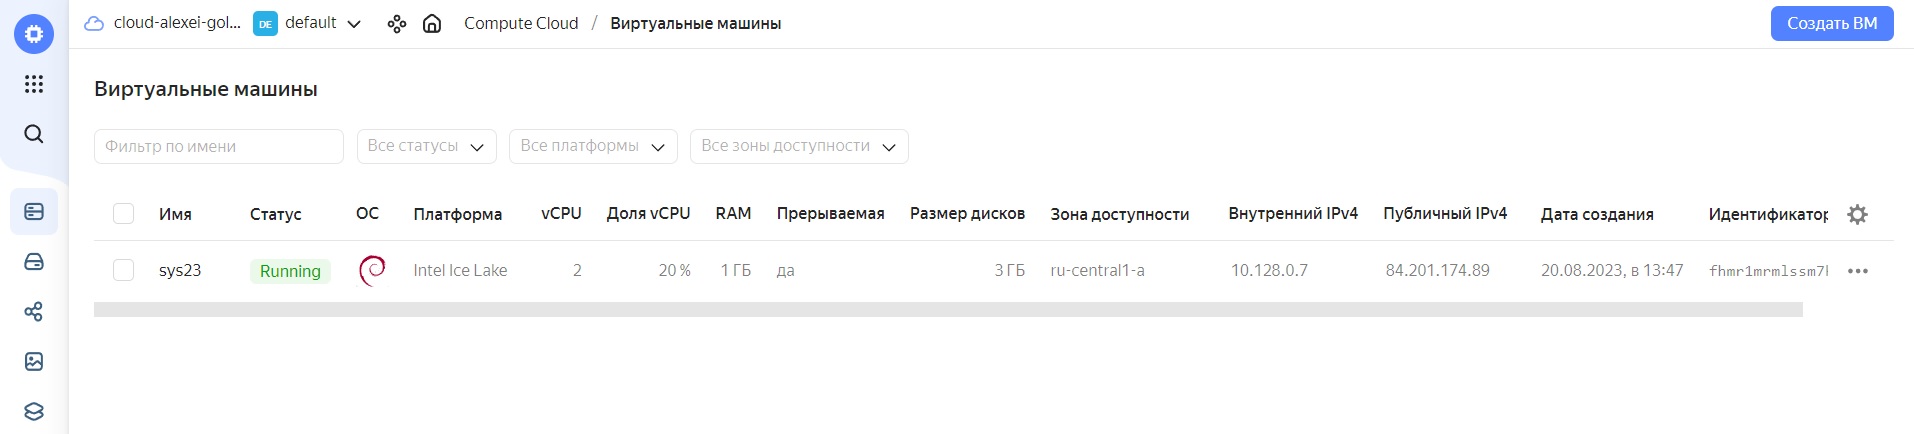 cloud-alexei-gol... DE default Compute Cloud / Виртуальные машины Создать ВМ
Виртуальные машины
Фильтр по имени Все статусы Все платформы Все зоны доступности
Имя Статус ОС Платформа vCPU Доля vCPU RAM Прерываемая Размер дисков Зона доступности Внутренний IPv4 Публичный IPv4 Дата создания Идентификатор
sys23 Running Intel Ice Lake 2 20 % 1 ГБ да 3 ГБ ru-central1-a 10.128.0.7 84.201.174.89 20.08.2023, в 13:47 fhmr1mrmlssm7